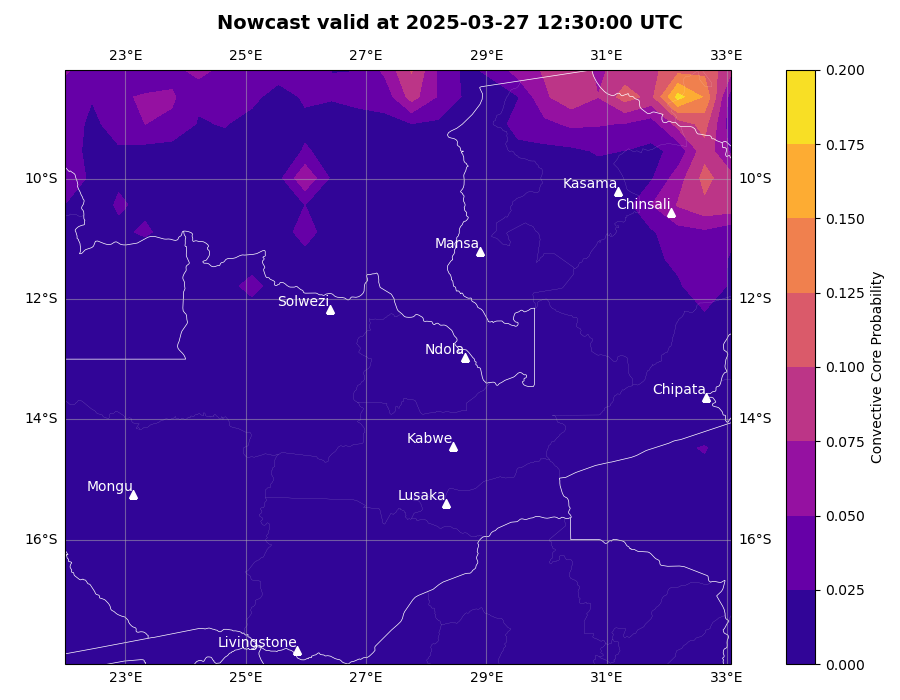 Nowcast valid at 2025-03-27 12:30:00 UTC
23°E 25°E 27°E 29°E 31°E 33°E
10°S 10°S
12°S 12°S
14°S 14°S
16°S 16°S
Kasama
Chinsali
Mansa
Solwezi
Ndola
Chipata
Kabwe
Mongu
Lusaka
Livingstone
23°E 25°E 27°E 29°E 31°E 33°E
0.200
0.175
0.150
0.125
0.100
0.075
0.050
0.025
0.000
Convective Core Probability